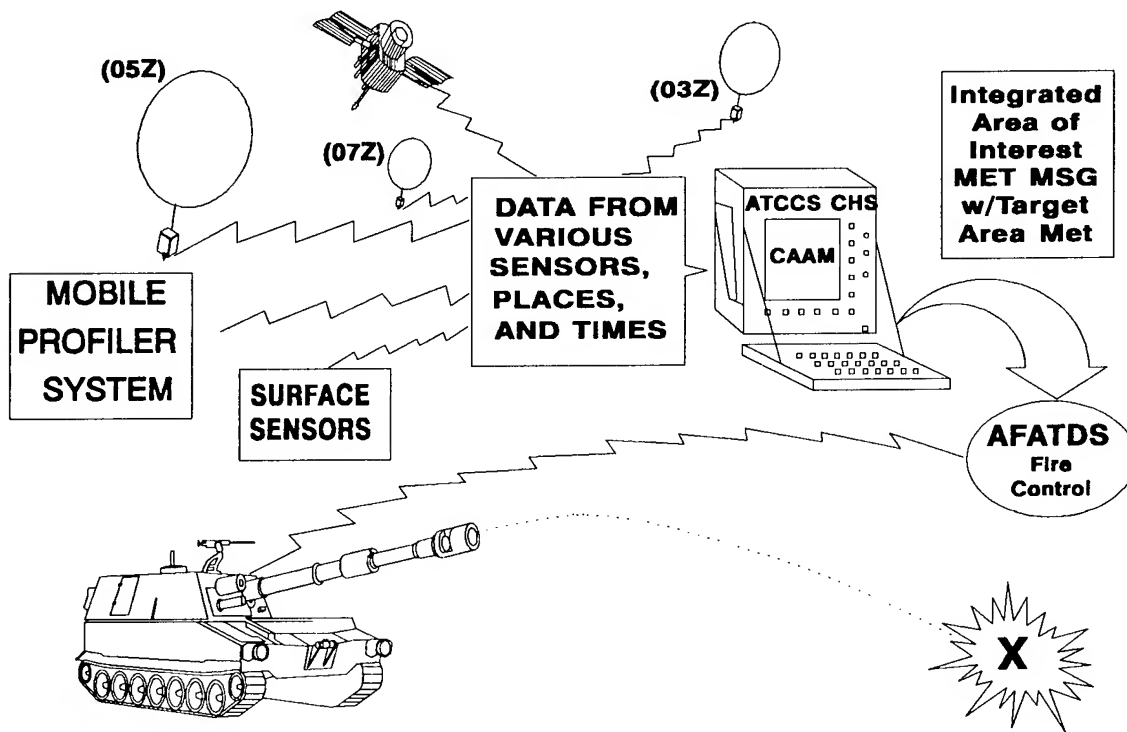 (05Z)
(07Z)
(03Z)
Integrated
Area of
Interest
MET MSG
w/Target
Area Met
DATA FROM
VARIOUS
SENSORS,
PLACES,
AND TIMES
ATCCS CHS
CAAM
MOBILE
PROFILER
SYSTEM
SURFACE
SENSORS
AFATDS
Fire
Control
X